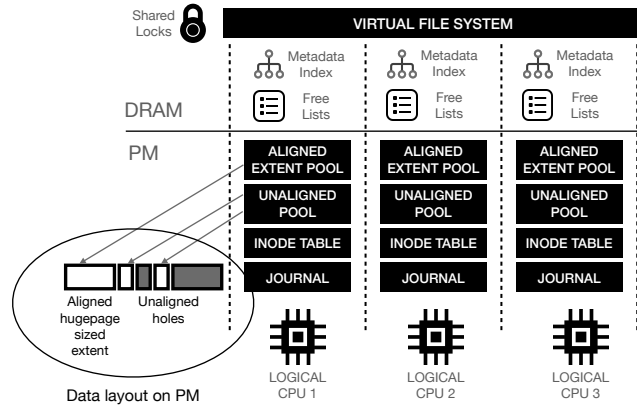 Shared
Locks
VIRTUAL FILE SYSTEM
Metadata
Index
Metadata
Index
Metadata
Index
Free
Lists
Free
Lists
Free
Lists
DRAM
PM
ALIGNED
EXTENT POOL
ALIGNED
EXTENT POOL
ALIGNED
EXTENT POOL
UNALIGNED
POOL
UNALIGNED
POOL
UNALIGNED
POOL
INODE TABLE
INODE TABLE
INODE TABLE
JOURNAL
JOURNAL
JOURNAL
Aligned
hugepage
sized
extent
Unaligned
holes
Data layout on PM
LOGICAL
CPU 1
LOGICAL
CPU 2
LOGICAL
CPU 3